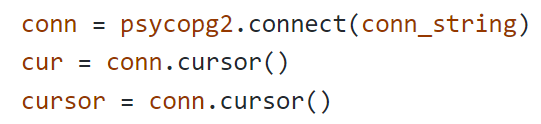 conn = psycopg2.connect(conn_string)
cur = conn.cursor()
cursor = conn.cursor()